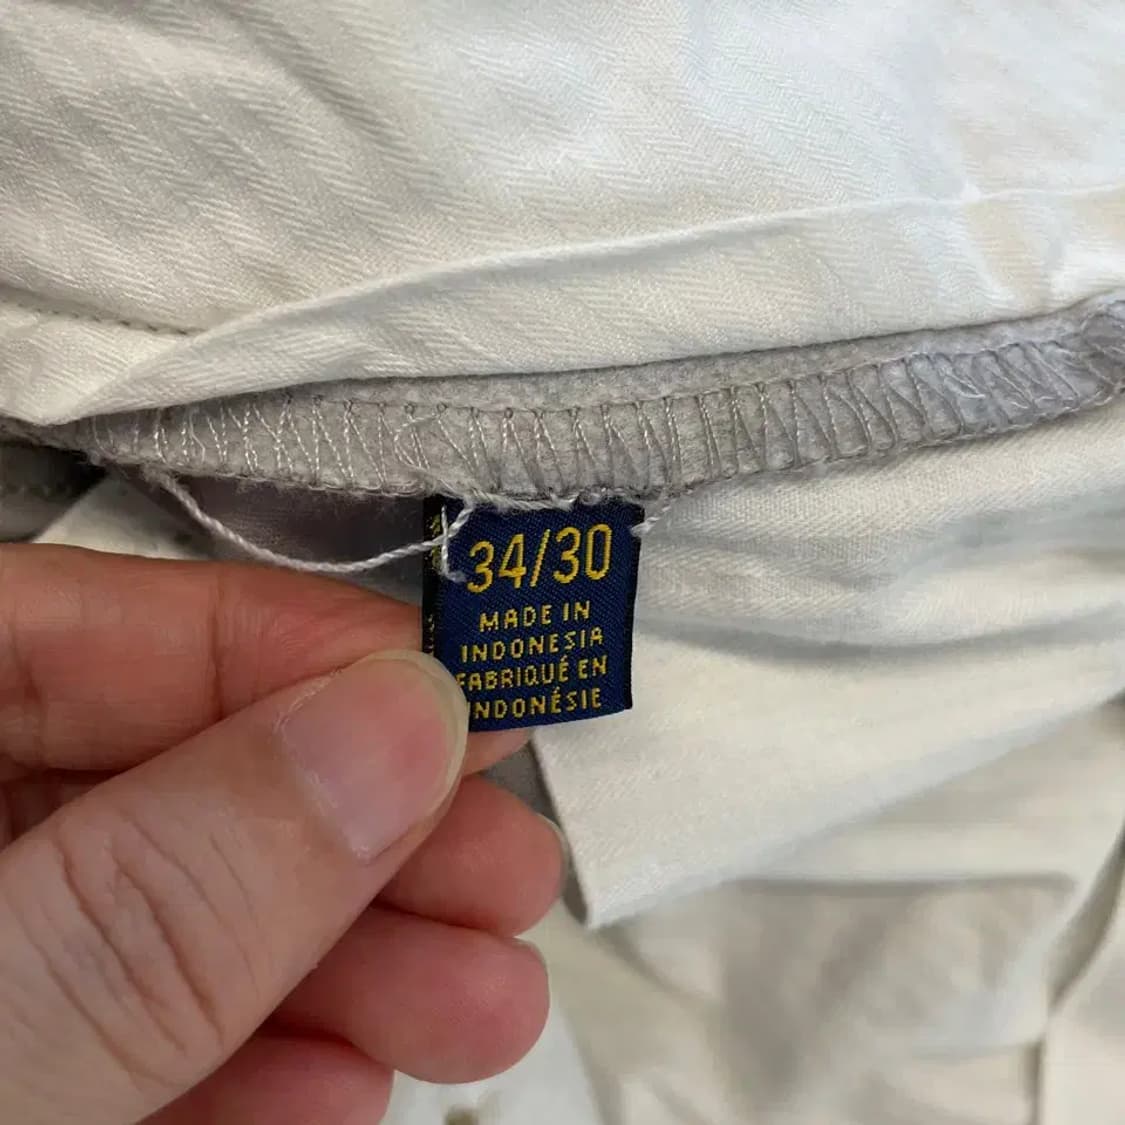 34/30
MADE IN
INDONESIA
FABRIQUÉ EN
INDONÉSIE